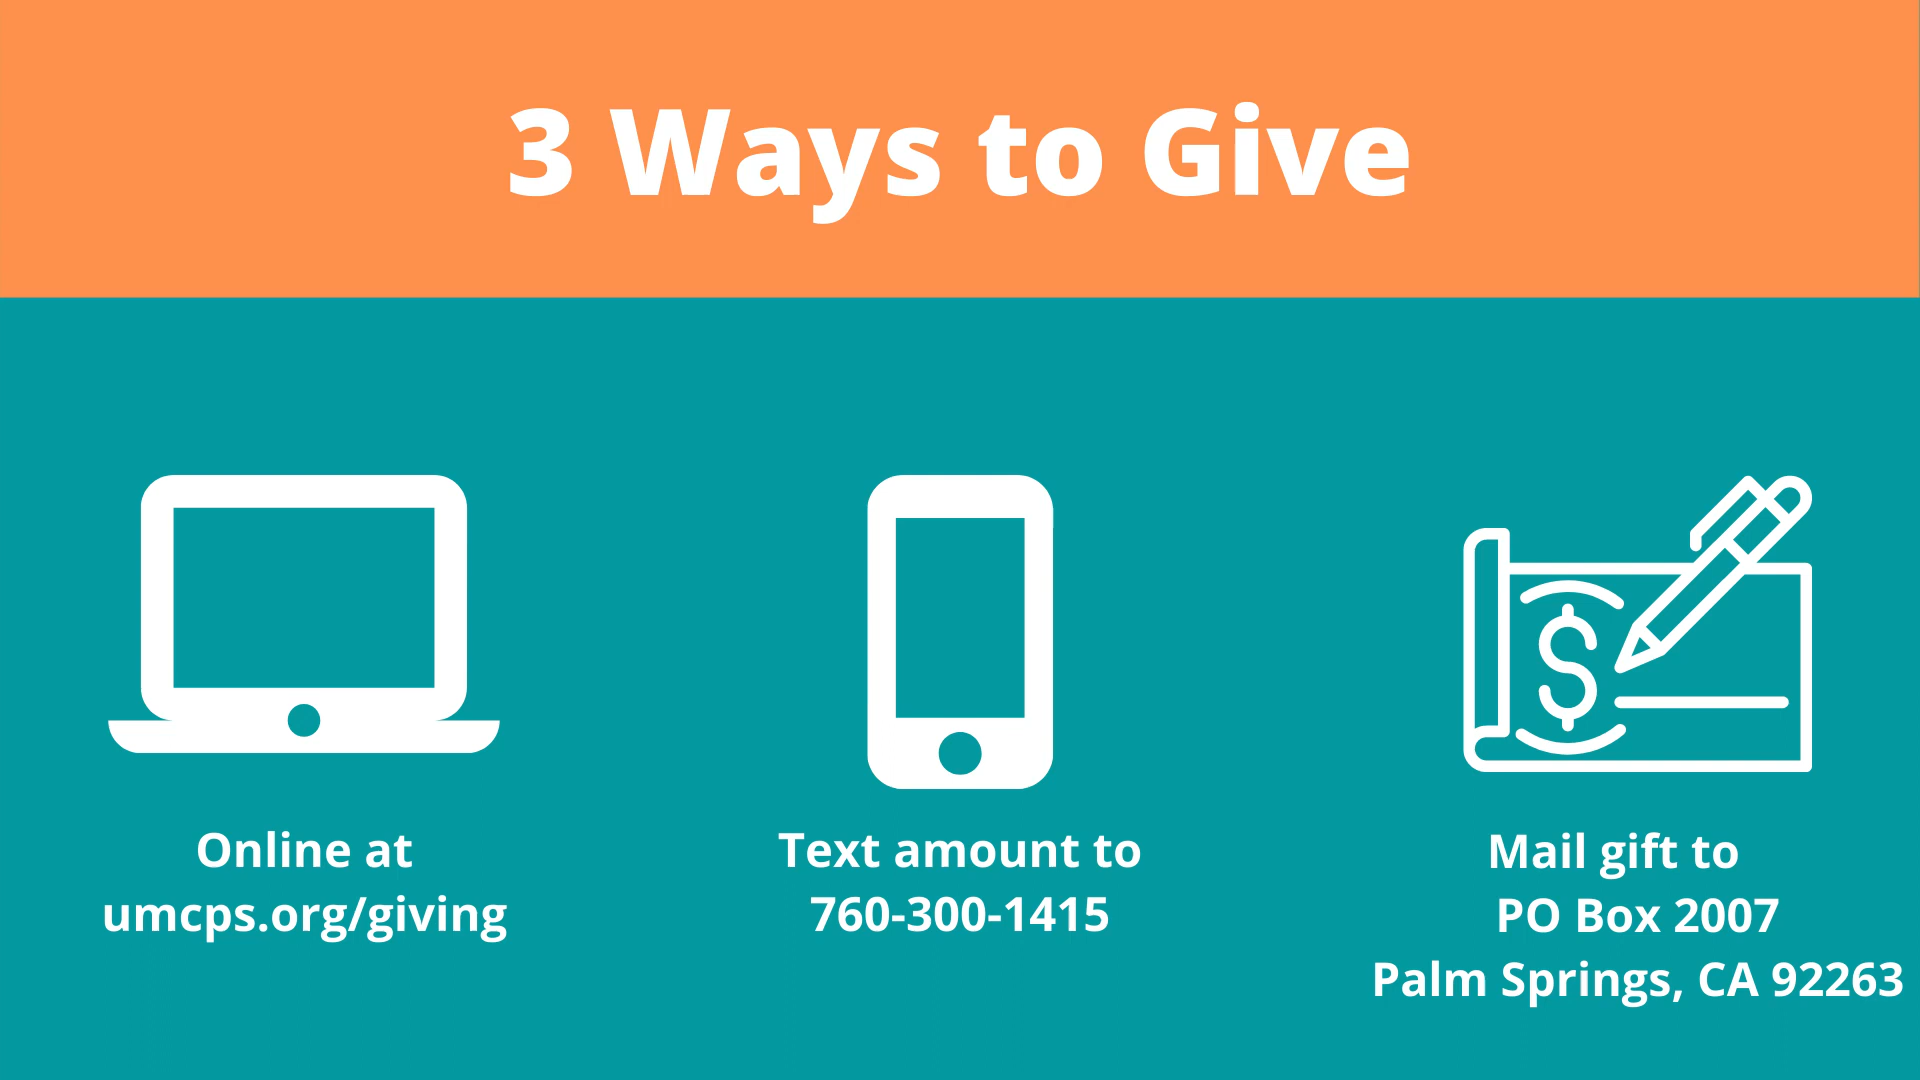 3 Ways to Give
Online at
umcps.org/giving
Text amount to
760-300-1415
Mail gift to
PO Box 2007
Palm Springs, CA 92263